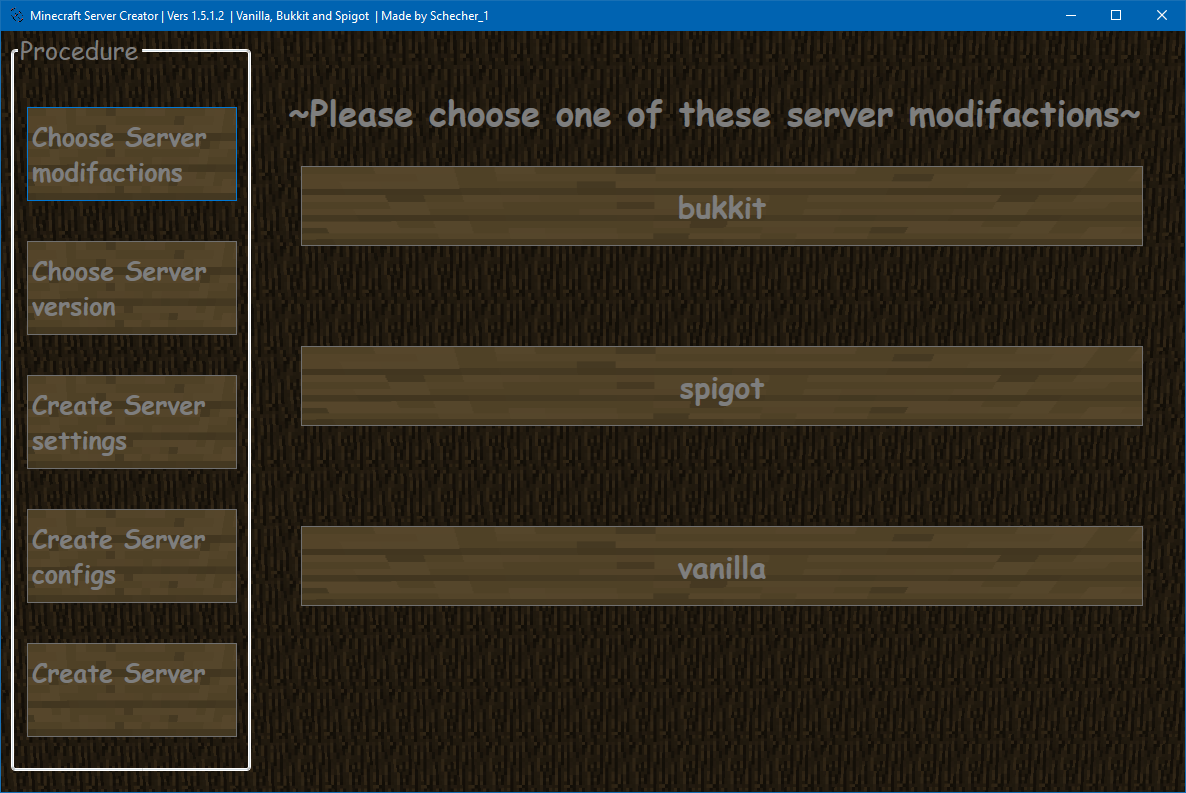 Minecraft Server Creator | Vers 1.5.1.2 | Vanilla, Bukkit and Spigot | Made by Schecher_1
Procedure
Choose Server
modifactions
Choose Server
version
Create Server
settings
Create Server
configs
Create Server
~Please choose one of these server modifactions~
bukkit
spigot
vanilla